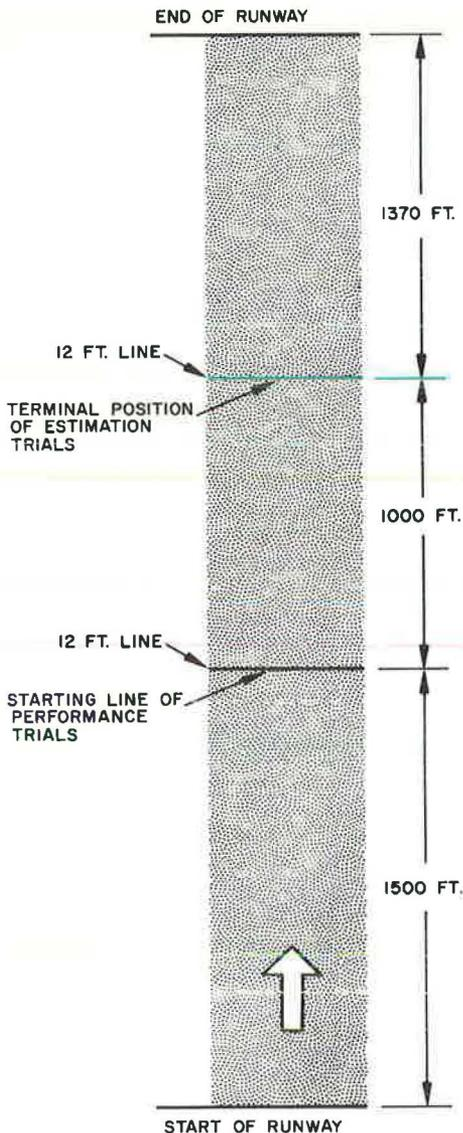 END OF RUNWAY
1370 FT.
12 FT. LINE
TERMINAL POSITION
OF ESTIMATION
TRIALS
1000 FT.
12 FT. LINE
STARTING LINE OF
PERFORMANCE
TRIALS
1500 FT.
START OF RUNWAY